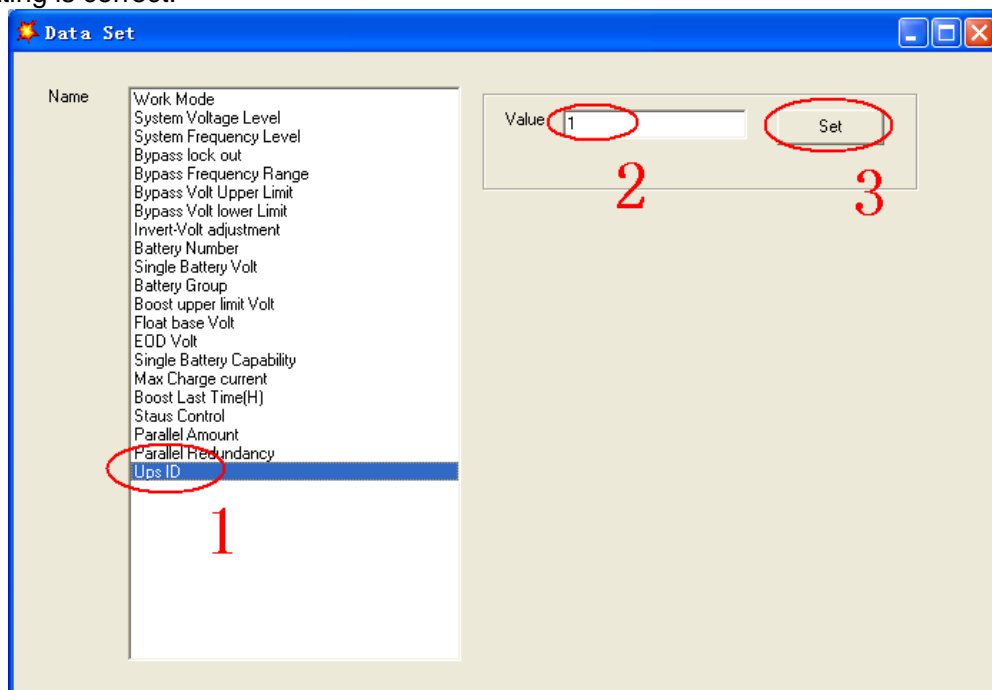 ting is correct.
Data Set
Name
Work Mode
System Voltage Level
System Frequency Level
Bypass lock out
Bypass Frequency Range
Bypass Volt Upper Limit
Bypass Volt lower Limit
Invert-Volt adjustment
Battery Number
Single Battery Volt
Battery Group
Boost upper limit Volt
Float base Volt
EOD Volt
Single Battery Capability
Max Charge current
Boost Last Time(H)
Staus Control
Parallel Amount
Parallel Redundancy
Ups ID
1
Value 1
Set
2
3